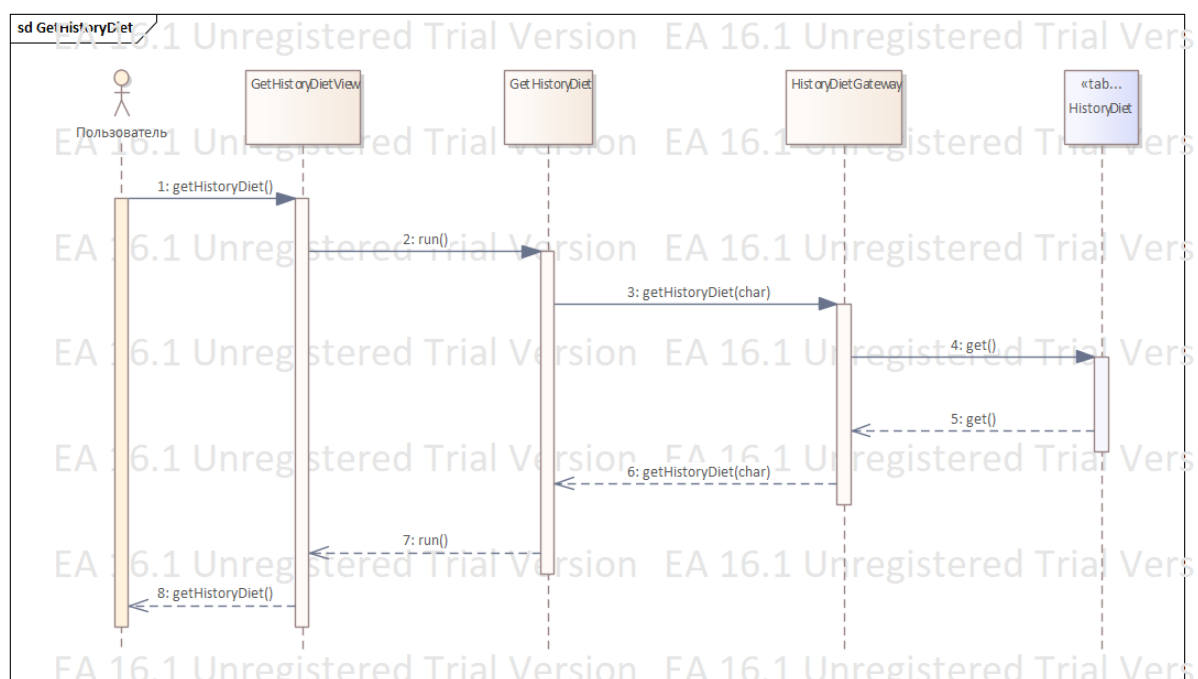 sd GetHistoryDiet
EA 16.1 Unregistered Trial Version EA 16.1 Unregistered Trial Vers
GetHistoryDietView
GetHistoryDiet
HistoryDietGateway
«tab...
HistoryDiet
Пользователь
EA 16.1 Unregistered Trial Version EA 16.1 Unregistered Trial Vers
1: getHistoryDiet()
2: run()
EA 16.1 Unregistered Trial Version EA 16.1 Unregistered Trial Vers
3: getHistoryDiet(char)
4: get()
EA 16.1 Unregistered Trial Version EA 16.1 Unregistered Trial Vers
5: get()
EA 16.1 Unregistered Trial Version EA 16.1 Unregistered Trial Vers
6: getHistoryDiet(char)
7: run()
EA 16.1 Unregistered Trial Version EA 16.1 Unregistered Trial Vers
8: getHistoryDiet()
EA 16.1 Unregistered Trial Version EA 16.1 Unregistered Trial Vers